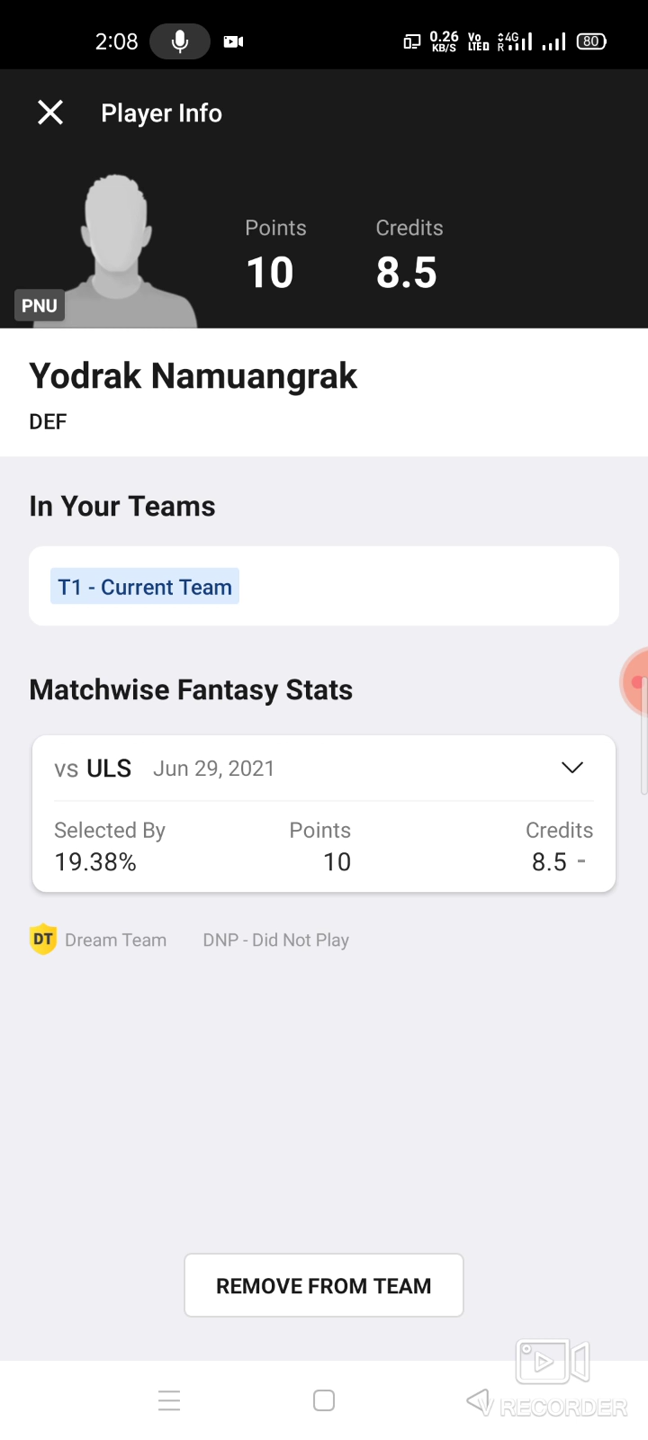 2:08 0.26 KB/S Vo LTED 4G R 80
Player Info
Points Credits
10 8.5
PNU
Yodrak Namuangrak
DEF
In Your Teams
T1 - Current Team
Matchwise Fantasy Stats
vs ULS Jun 29, 2021
Selected By Points Credits
19.38% 10 8.5 -
DT Dream Team DNP - Did Not Play
REMOVE FROM TEAM
V RECORDER